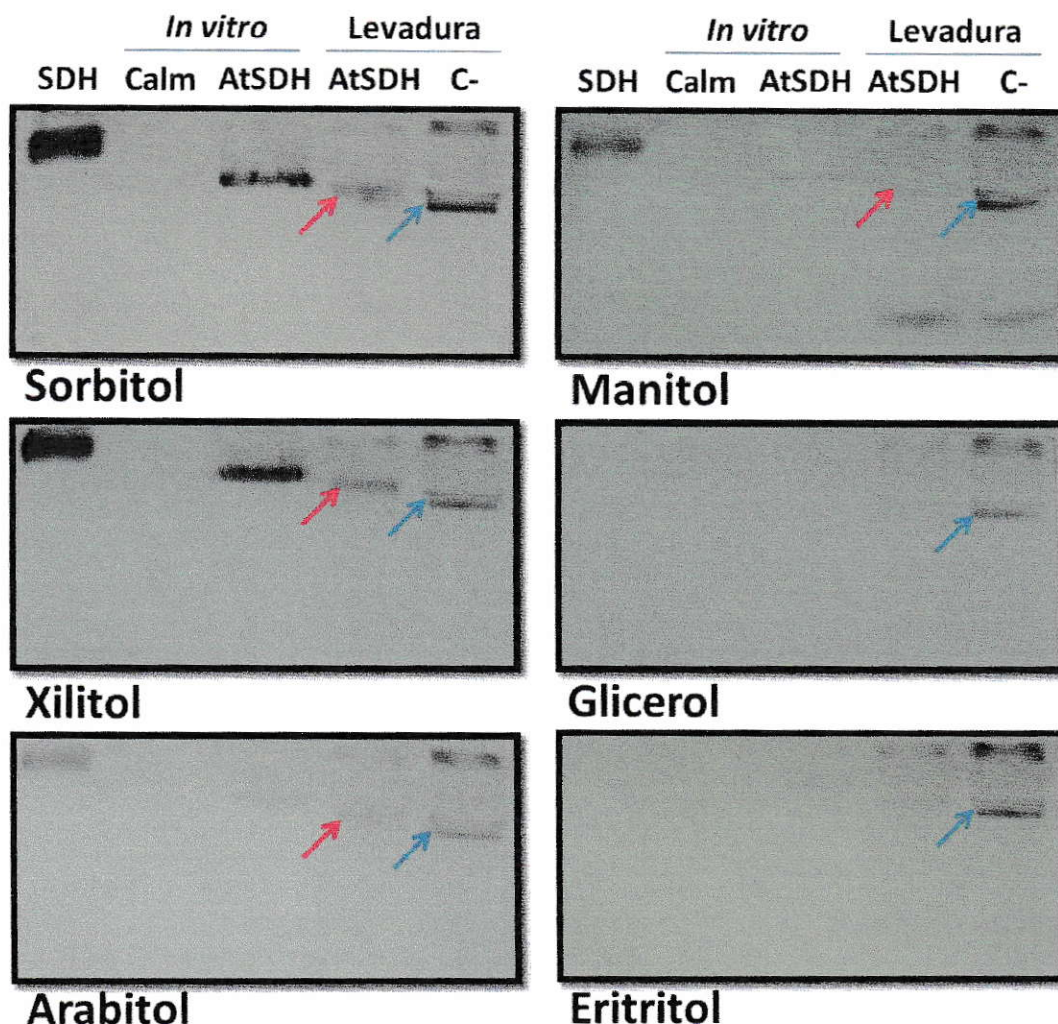 In vitro Levadura
SDH Calm AtSDH AtSDH C-
Sorbitol
Xilitol
Arabitol
In vitro Levadura
SDH Calm AtSDH AtSDH C-
Manitol
Glicerol
Eritritol